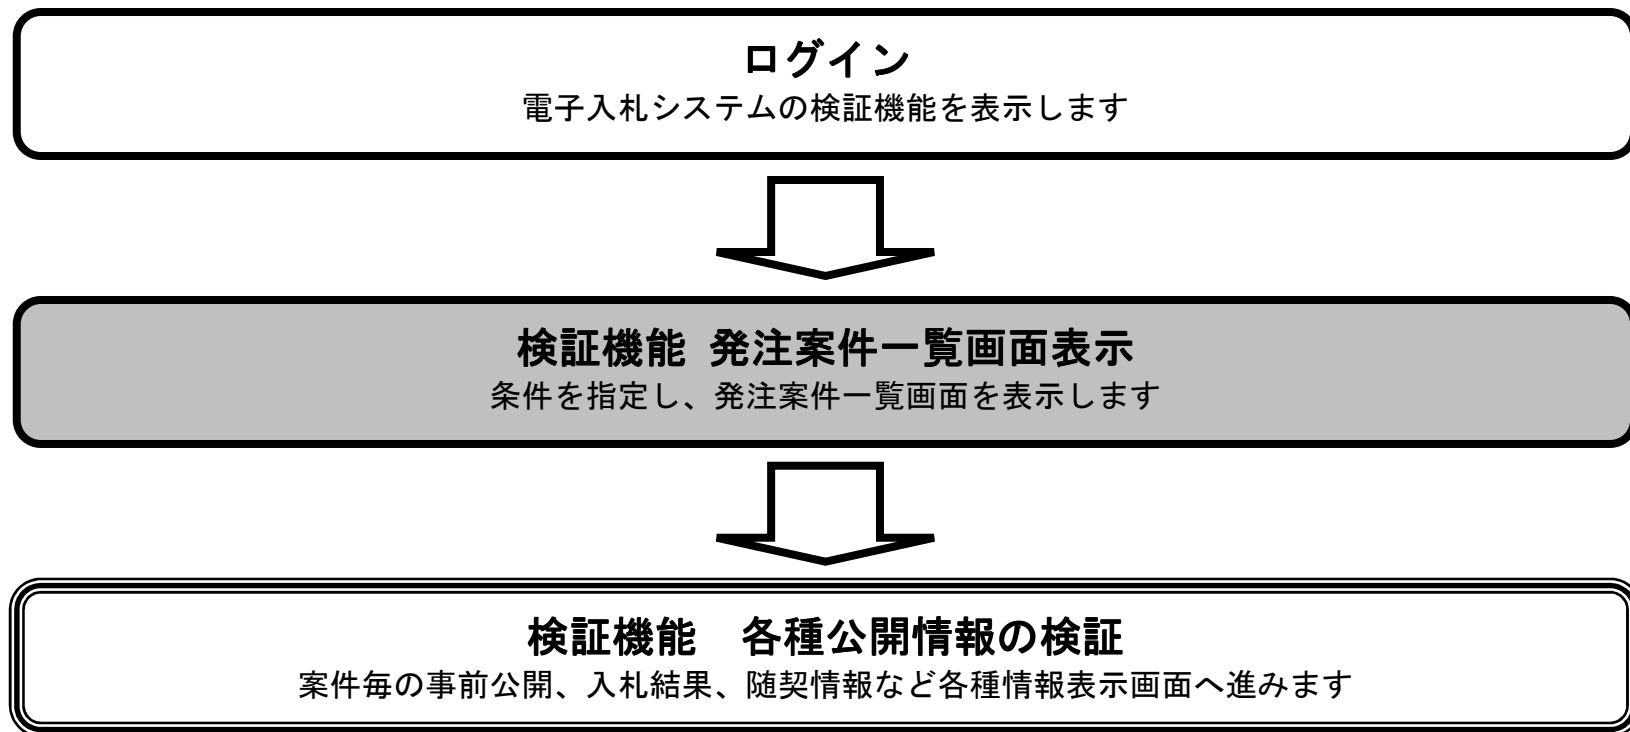 ログイン
電子入札システムの検証機能を表示します
検証機能 発注案件一覧画面表示
条件を指定し、発注案件一覧画面を表示します
検証機能　各種公開情報の検証
案件毎の事前公開、入札結果、随契情報など各種情報表示画面へ進みます